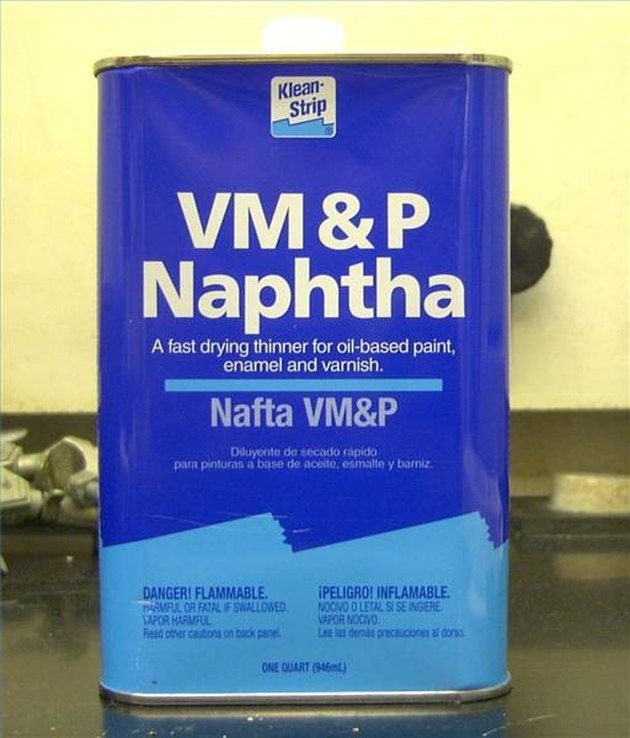 Klean-
Strip
®
VM & P
Naphtha
A fast drying thinner for oil-based paint,
enamel and varnish.
Nafta VM&P
Diluyente de secado rápido
para pinturas a base de aceite, esmalte y barniz.
DANGER! FLAMMABLE.
HARMFUL OR FATAL IF SWALLOWED.
VAPOR HARMFUL.
Read other cautions on back panel.
¡PELIGRO! INFLAMABLE.
NOCIVO O LETAL SI SE INGIERE.
VAPOR NOCIVO.
Lea las demás precauciones al dorso.
ONE QUART (946mL)